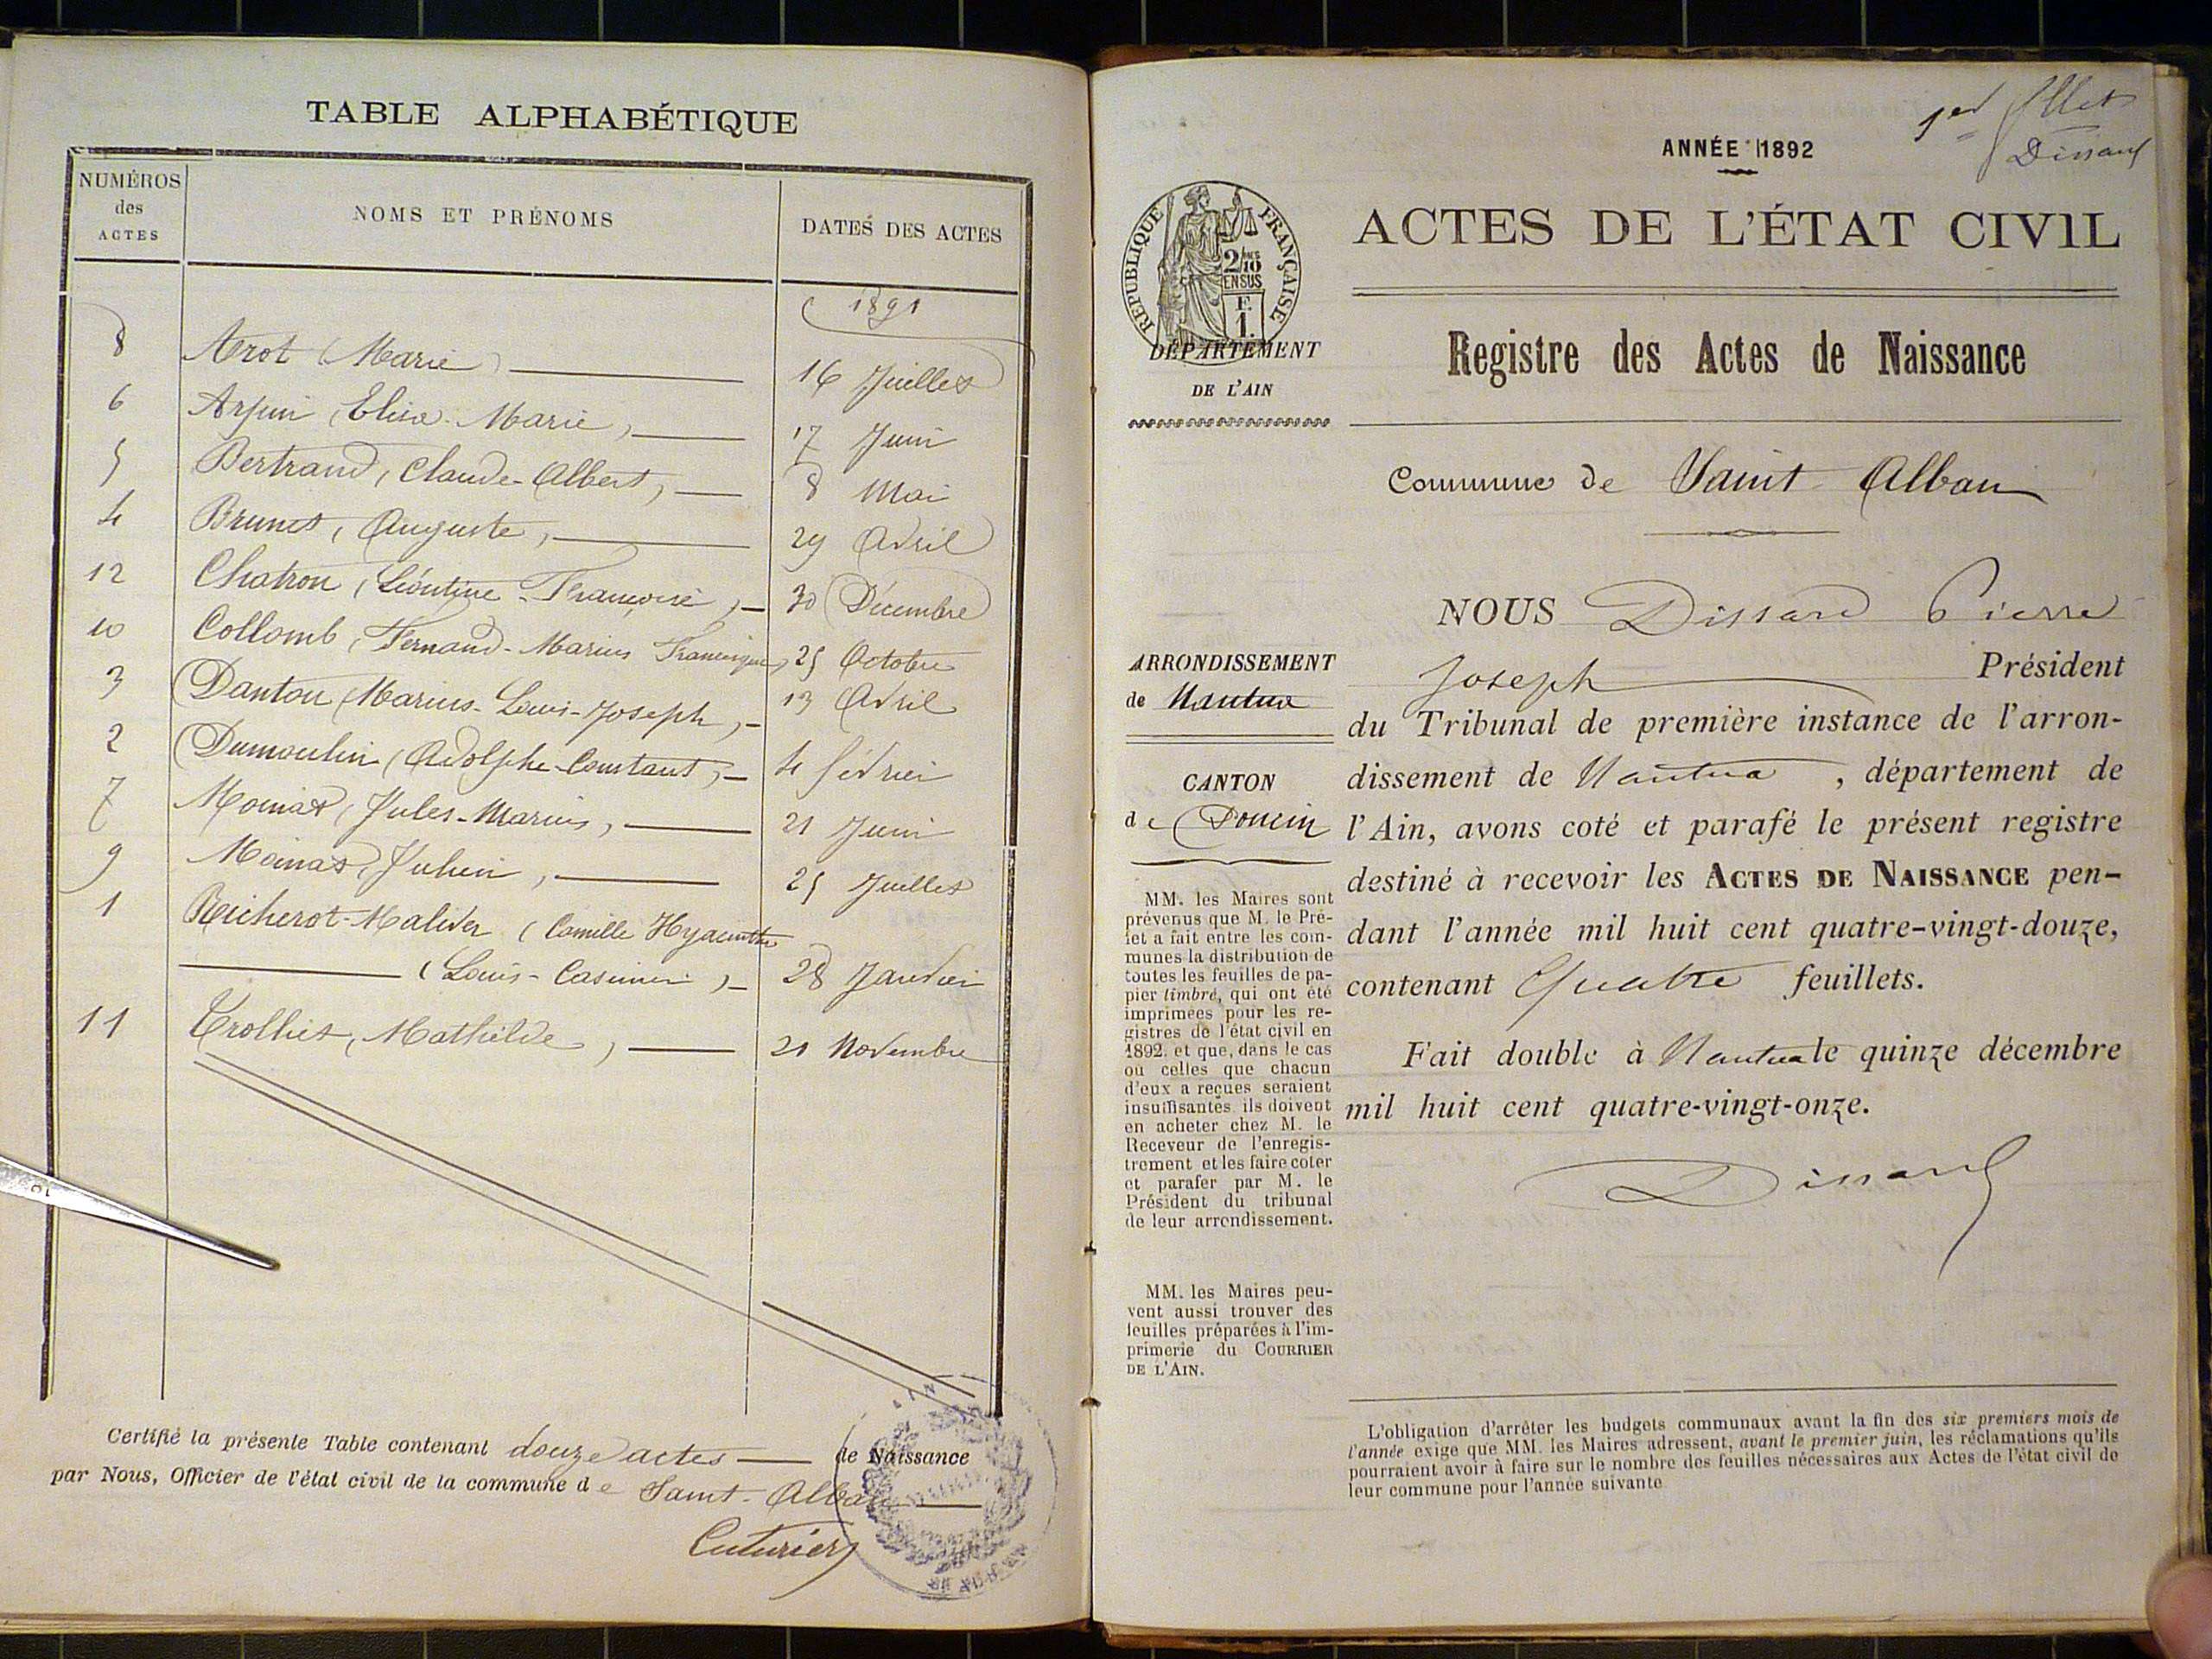 TABLE ALPHABÉTIQUE
NUMÉROS
des
ACTES
NOMS ET PRÉNOMS
DATES DES ACTES
1891
8 Arot (Marie) 16 Juillet
6 Arpin (Elisa-Marie) 17 Juin
5 Bertrand, Claude-Albert, 8 Mai
4 Brunet, Auguste, 29 Avril
12 Chatron (Léontine-Françoise), 30 Décembre
10 Collomb, Fernand-Marius 25 Octobre
3 Danton (Marius-Louis-Joseph, 13 Avril
2 Dumoulin (Adolphe-Constant, 4 février
7 Moinat, Jules-Marius, 21 Juin
9 Moinat, Julien, 25 Juillet
1 Reicherot-Maliver (Camille Hyacinthe
(Louis-Casimir), 28 Janvier
11 Trolliet, Mathilde, 21 Novembre
Certifié la présente Table contenant douze actes de Naissance
par Nous, Officier de l'état civil de la commune de Saint-Alban
Cuturier
1er fllet
Dissard
ANNÉE 1892
RÉPUBLIQUE FRANÇAISE
2/10 MES
EN SUS
F.
1.
DÉPARTEMENT
DE L'AIN
ACTES DE L'ÉTAT CIVIL
Registre des Actes de Naissance
Commune de Saint Alban
ARRONDISSEMENT
de Nantua
CANTON
de Poncin
MM. les Maires sont
prévenus que M. le Pré-
fet a fait entre les com-
munes la distribution de
toutes les feuilles de pa-
pier timbré, qui ont été
imprimées pour les re-
gistres de l'état civil en
1892, et que, dans le cas
où celles que chacun
d'eux a reçues seraient
insuffisantes, ils doivent
en acheter chez M. le
Receveur de l'enregis-
trement et les faire coter
et parafer par M. le
Président du tribunal
de leur arrondissement.
MM. les Maires peu-
vent aussi trouver des
feuilles préparées à l'im-
primerie du COURRIER
DE L'AIN.
NOUS Dissard Pierre
Joseph Président
du Tribunal de première instance de l'arron-
dissement de Nantua, département de
l'Ain, avons coté et parafé le présent registre
destiné à recevoir les ACTES DE NAISSANCE pen-
dant l'année mil huit cent quatre-vingt-douze,
contenant Quatre feuillets.
Fait double à Nantua le quinze décembre
mil huit cent quatre-vingt-onze.
Dissard
L'obligation d'arrêter les budgets communaux avant la fin des six premiers mois de
l'année exige que MM. les Maires adressent, avant le premier juin, les réclamations qu'ils
pourraient avoir à faire sur le nombre des feuilles nécessaires aux Actes de l'état civil de
leur commune pour l'année suivante